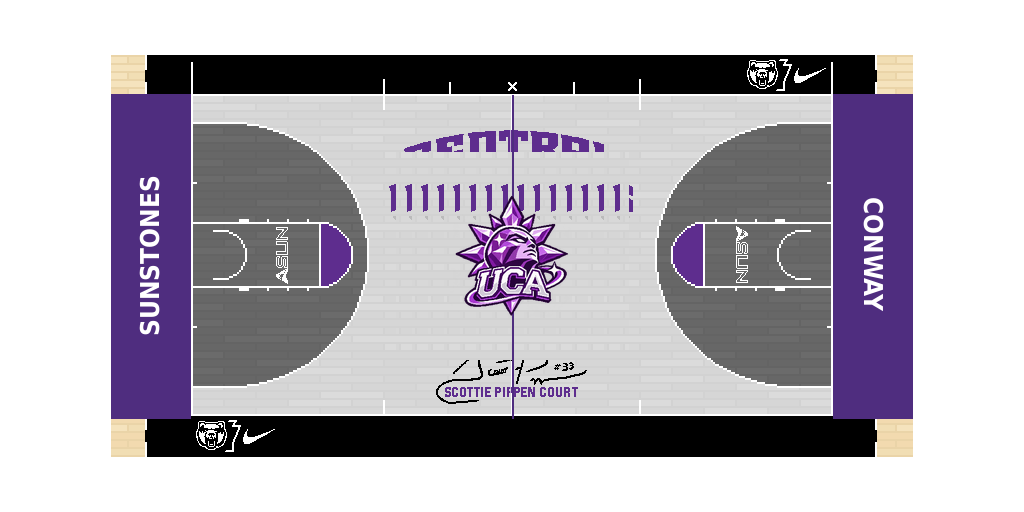 SUNSTONES
ASUN
UCA
ASUN
CONWAY
#33
SCOTTIE PIPPEN COURT